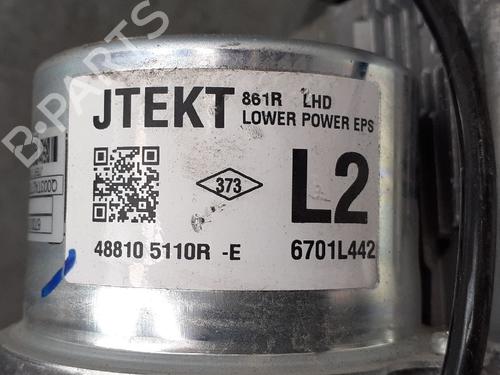 B·PARTS
JTEKT 861R LHD
LOWER POWER EPS
373
L2
48810 5110R -E 6701L442